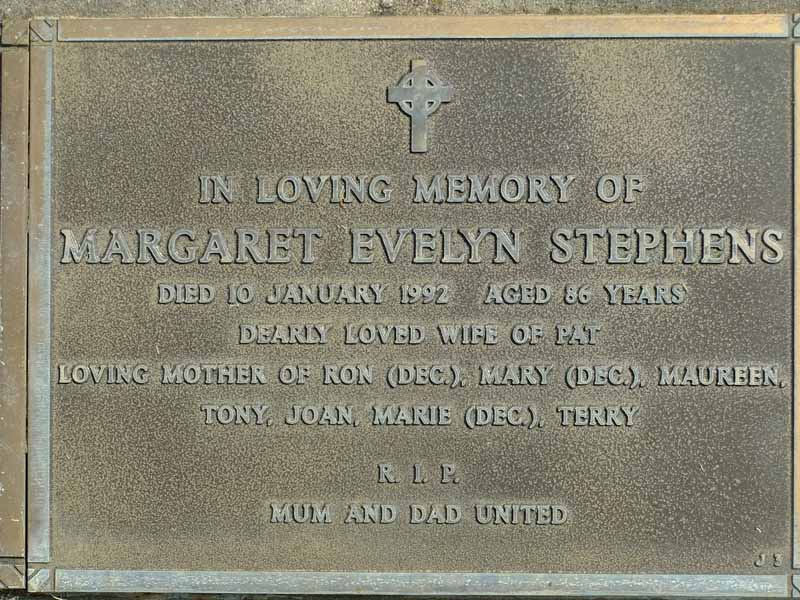 IN LOVING MEMORY OF
MARGARET EVELYN STEPHENS
DIED 10 JANUARY 1992 AGED 86 YEARS
DEARLY LOVED WIFE OF PAT
LOVING MOTHER OF RON (DEC.), MARY (DEC.), MAUREEN,
TONY, JOAN, MARIE (DEC.), TERRY
R. I. P.
MUM AND DAD UNITED
J 3